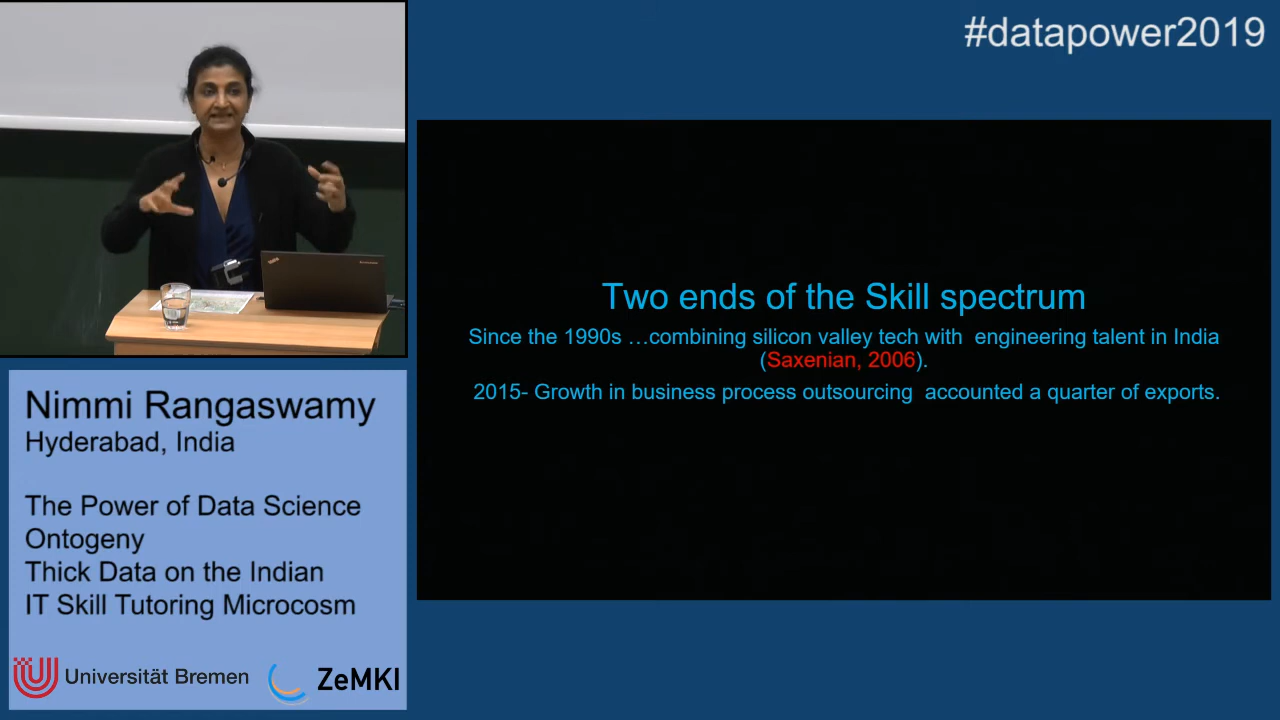 #datapower2019
Two ends of the Skill spectrum
Since the 1990s …combining silicon valley tech with engineering talent in India
(Saxenian, 2006).
2015- Growth in business process outsourcing accounted a quarter of exports.
Nimmi Rangaswamy
Hyderabad, India
The Power of Data Science
Ontogeny
Thick Data on the Indian
IT Skill Tutoring Microcosm
Universität Bremen
ZeMKI